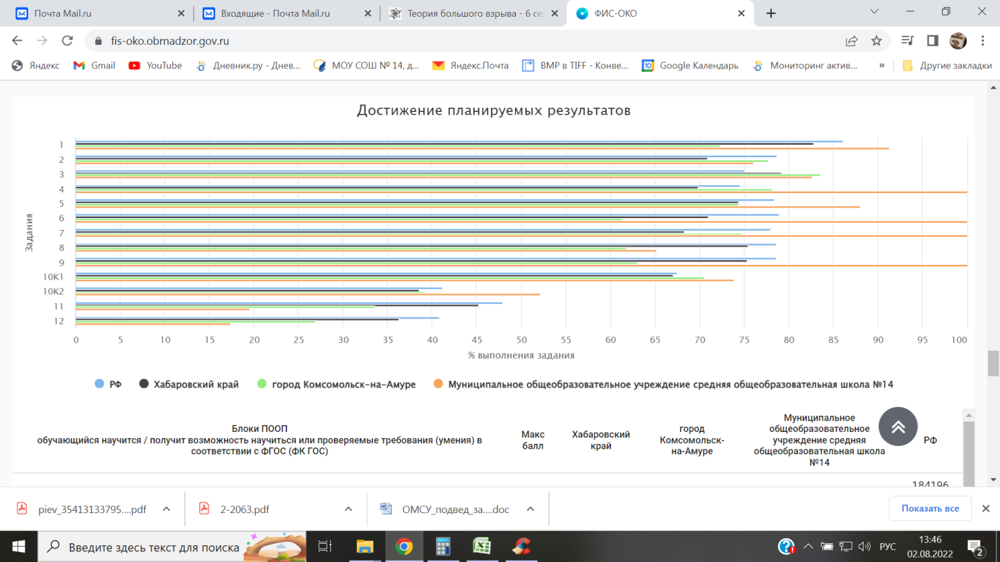 Почта Mail.ru
Входящие - Почта Mail.ru
Теория большого взрыва - 6 се
ФИС-ОКО
fis-oko.obrnadzor.gov.ru
Яндекс
Gmail
YouTube
Дневник.ру - Днев...
МОУ СОШ № 14, д...
Яндекс.Почта
BMP в TIFF - Конве...
10
Google Календарь
Мониторинг актив...
»
Другие закладки
Достижение планируемых результатов
Задания
1
2
3
4
5
6
7
8
9
10K1
10K2
11
12
0 5 10 15 20 25 30 35 40 45 50 55 60 65 70 75 80 85 90 95 100
% выполнения задания
РФ
Хабаровский край
город Комсомольск-на-Амуре
Муниципальное общеобразовательное учреждение средняя общеобразовательная школа №14
Блоки ПООП
обучающийся научится / получит возможность научиться или проверяемые требования (умения) в
соответствии с ФГОС (ФК ГОС)
Макс
балл
Хабаровский
край
город
Комсомольск-
на-Амуре
Муниципальное
общеобразовательное
учреждение средняя
общеобразовательная школа
№14
РФ
184196
piev_35413133795....pdf
2-2063.pdf
ОМСУ_подвед_за....doc
Показать все
Введите здесь текст для поиска
РУС
13:46
02.08.2022
2